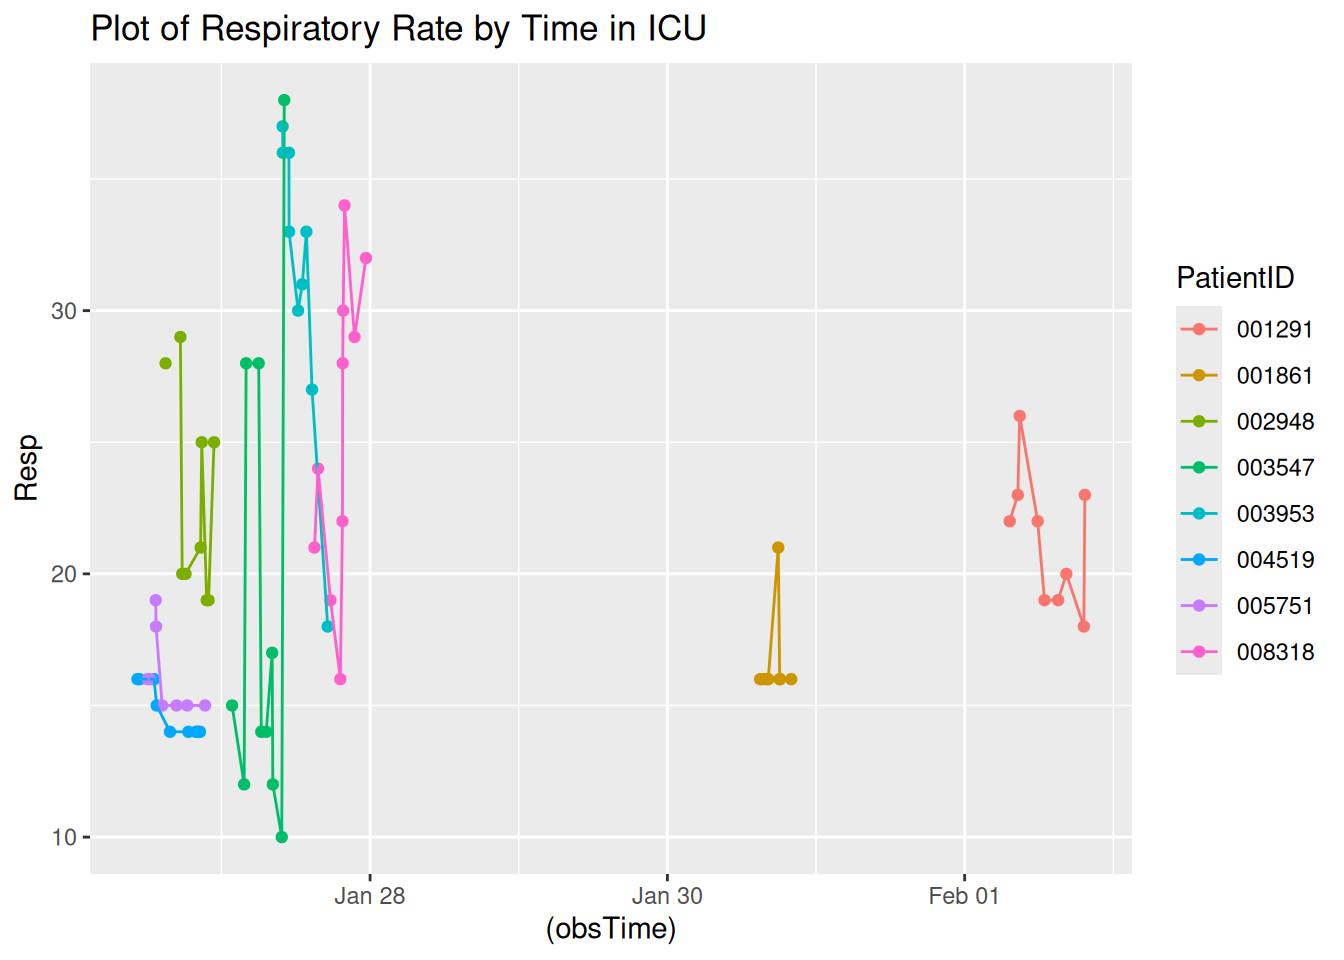 Plot of Respiratory Rate by Time in ICU
Resp
30
20
10
Jan 28
Jan 30
Feb 01
(obsTime)
PatientID
001291
001861
002948
003547
003953
004519
005751
008318